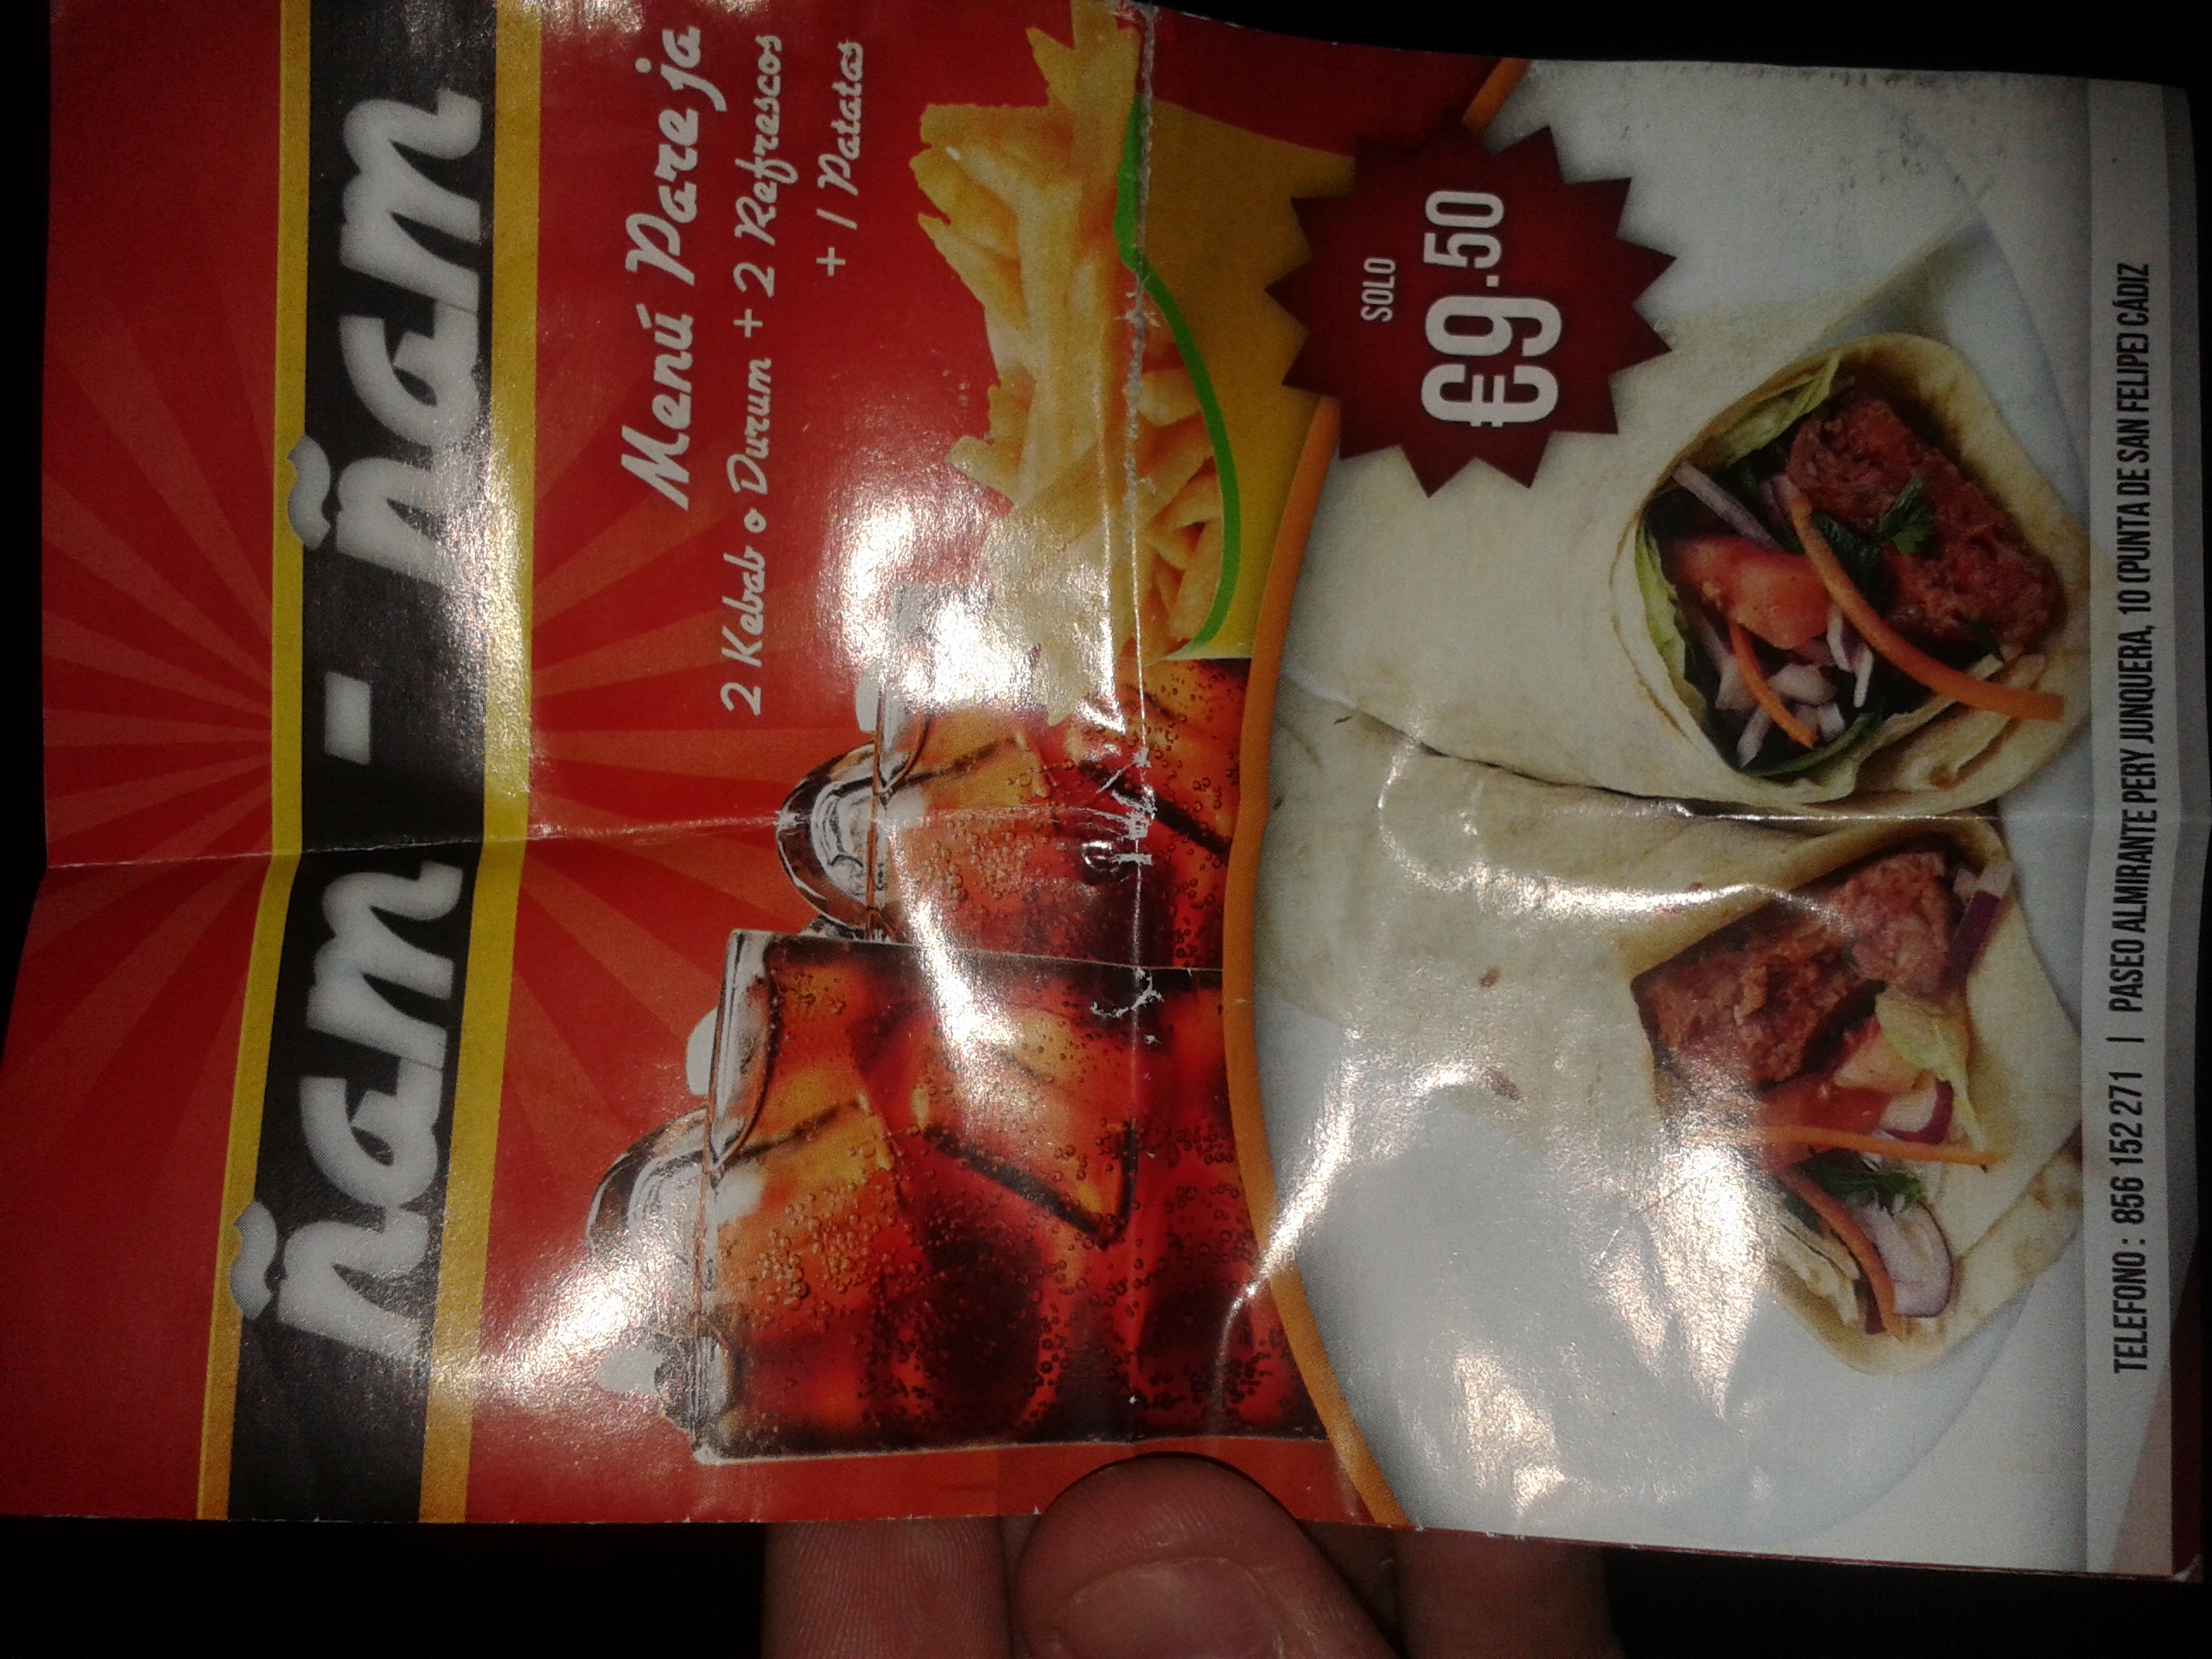 ñam - ñam
Menú Pareja
2 Kebab o Durum + 2 Refrescos
+ 1 Patatas
SOLO
€9.50
TELEFONO: 856 152 271 | PASEO ALMIRANTE PERY JUNQUERA, 10 (PUNTA DE SAN FELIPE) CÁDIZ